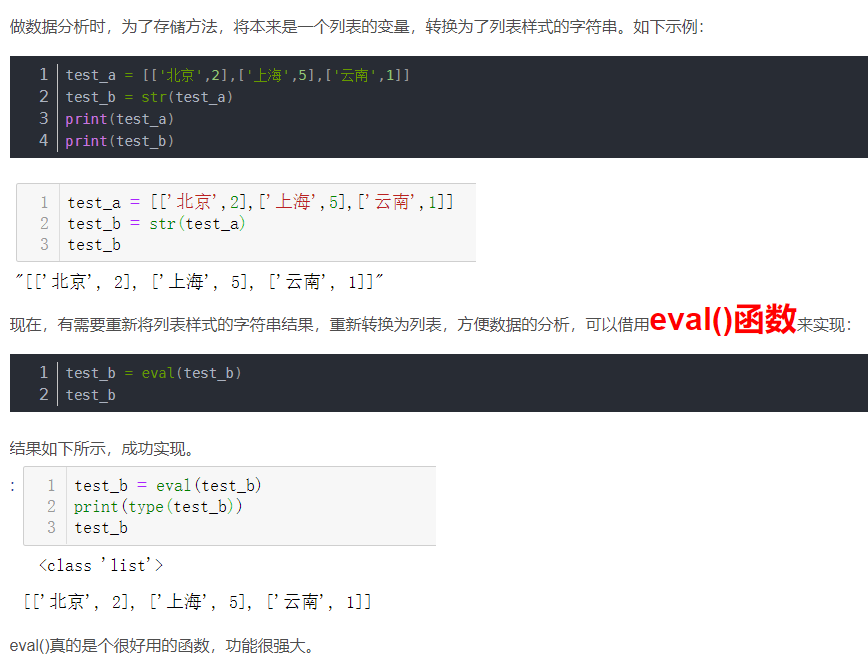 做数据分析时，为了存储方法，将本来是一个列表的变量，转换为了列表样式的字符串。如下示例：
1 test_a = [['北京',2],['上海',5],['云南',1]]
2 test_b = str(test_a)
3 print(test_a)
4 print(test_b)
1 test_a = [['北京',2],['上海',5],['云南',1]]
2 test_b = str(test_a)
3 test_b
"[['北京', 2], ['上海', 5], ['云南', 1]]"
现在，有需要重新将列表样式的字符串结果，重新转换为列表，方便数据的分析，可以借用eval()函数来实现：
1 test_b = eval(test_b)
2 test_b
结果如下所示，成功实现。
: 1 test_b = eval(test_b)
2 print(type(test_b))
3 test_b
<class 'list'>
[['北京', 2], ['上海', 5], ['云南', 1]]
eval()真的是个很好用的函数，功能很强大。